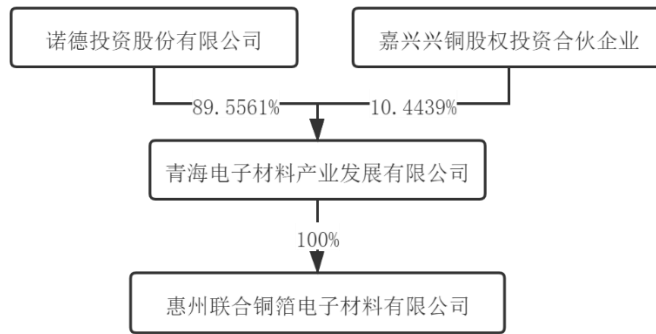 诺德投资股份有限公司
嘉兴兴铜股权投资合伙企业
89.5561%
10.4439%
青海电子材料产业发展有限公司
100%
惠州联合铜箔电子材料有限公司